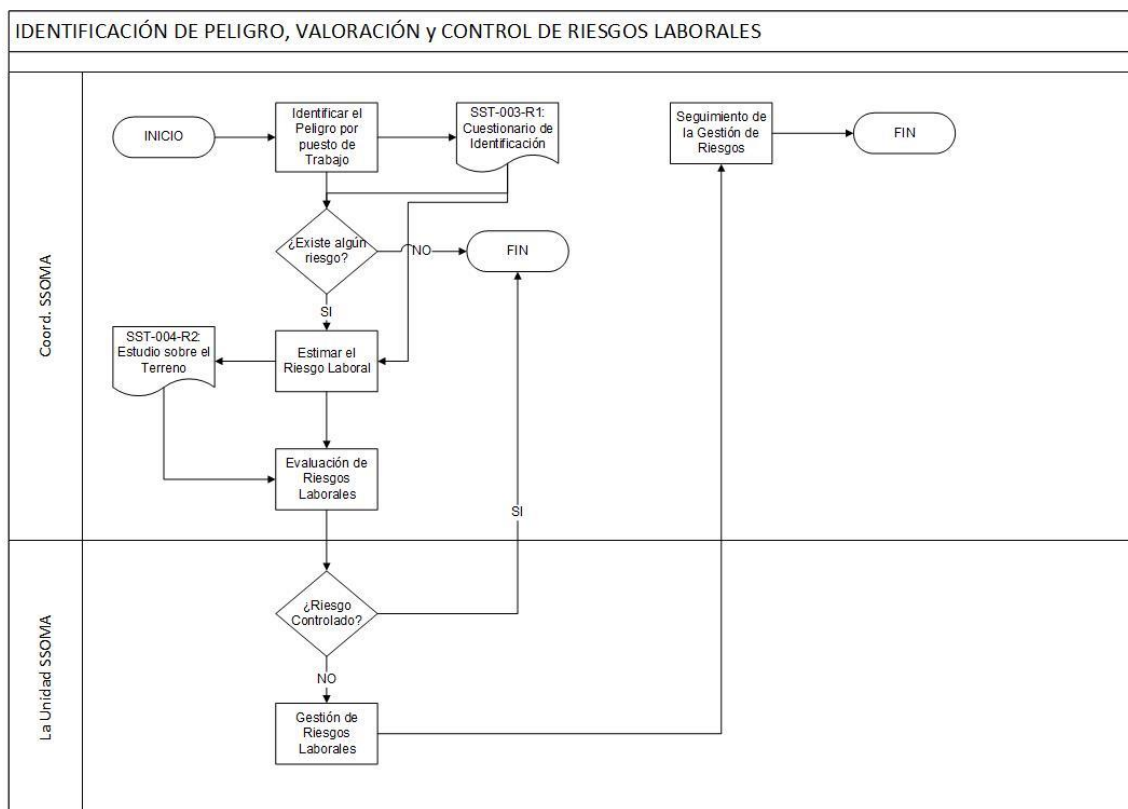 IDENTIFICACIÓN DE PELIGRO, VALORACIÓN y CONTROL DE RIESGOS LABORALES
Coord. SSOMA
INICIO
Identificar el
Peligro por
puesto de
Trabajo
SST-003-R1:
Cuestionario de
Identificación
Seguimiento de
la Gestión de
Riesgos
FIN
¿Existe algún
riesgo?
NO
FIN
SI
SST-004-R2:
Estudio sobre el
Terreno
Estimar el
Riesgo Laboral
Evaluación de
Riesgos
Laborales
SI
La Unidad SSOMA
¿Riesgo
Controlado?
NO
Gestión de
Riesgos
Laborales